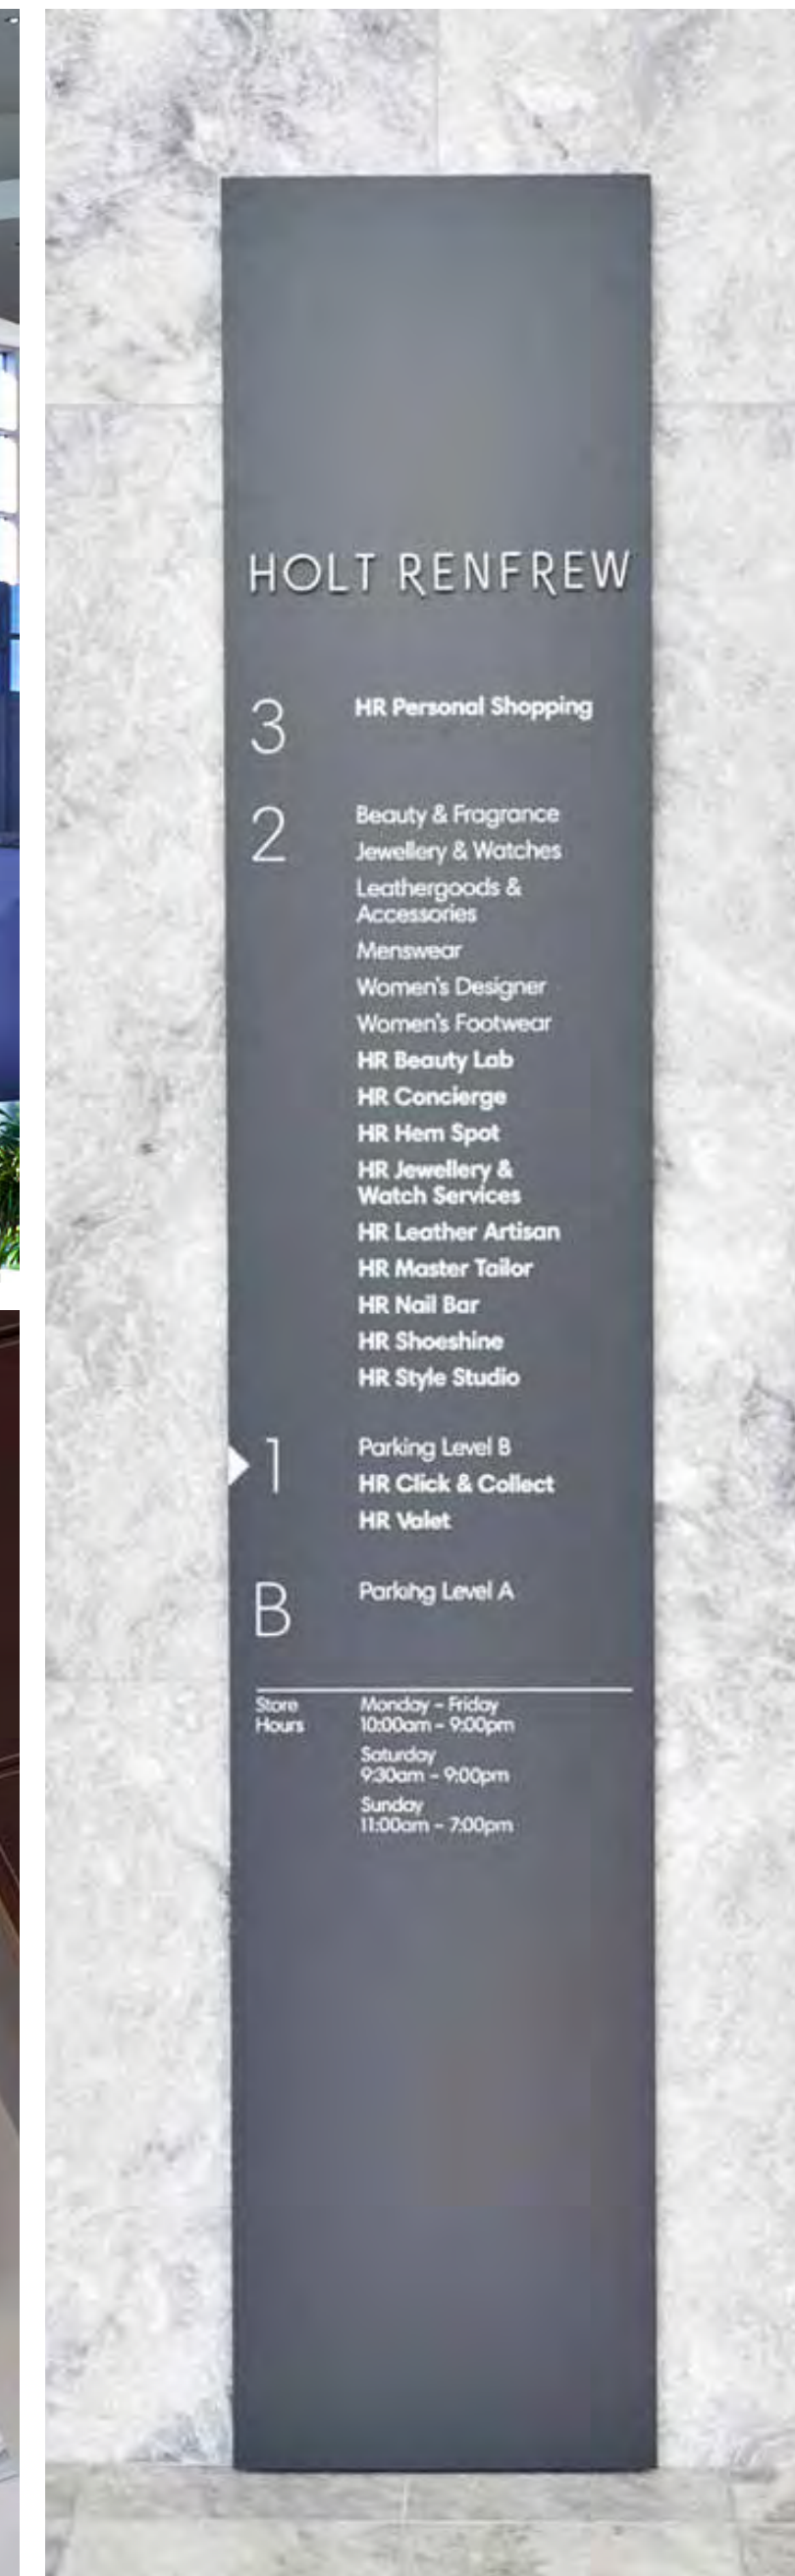 HOLT RENFREW
3
HR Personal Shopping
2
Beauty & Fragrance
Jewellery & Watches
Leathergoods &
Accessories
Menswear
Women's Designer
Women's Footwear
HR Beauty Lab
HR Concierge
HR Hem Spot
HR Jewellery &
Watch Services
HR Leather Artisan
HR Master Tailor
HR Nail Bar
HR Shoeshine
HR Style Studio
1
Parking Level B
HR Click & Collect
HR Valet
B
Parking Level A
Store
Hours
Monday – Friday
10:00am – 9:00pm
Saturday
9:30am – 9:00pm
Sunday
11:00am – 7:00pm